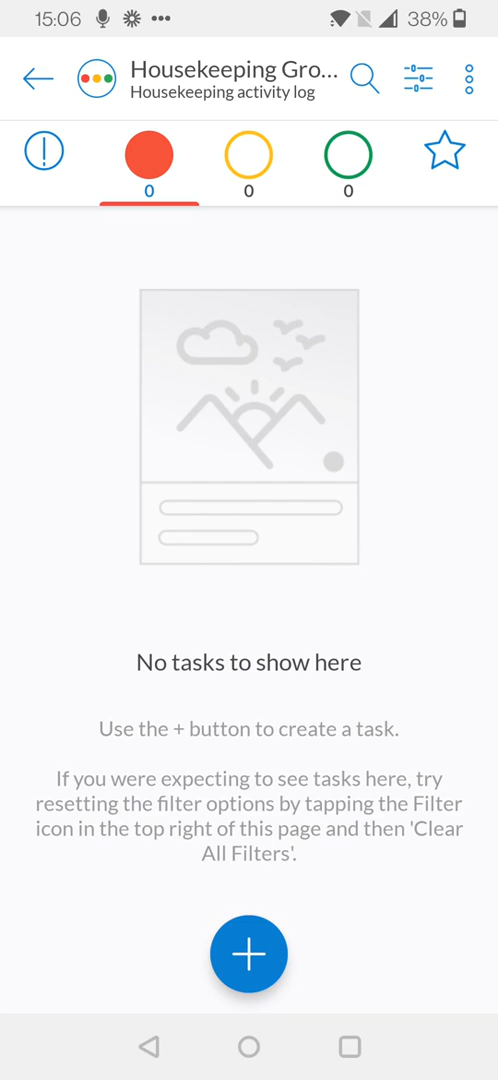 15:06 38%
Housekeeping Gro...
Housekeeping activity log
0 0 0
No tasks to show here
Use the + button to create a task.
If you were expecting to see tasks here, try
resetting the filter options by tapping the Filter
icon in the top right of this page and then 'Clear
All Filters'.